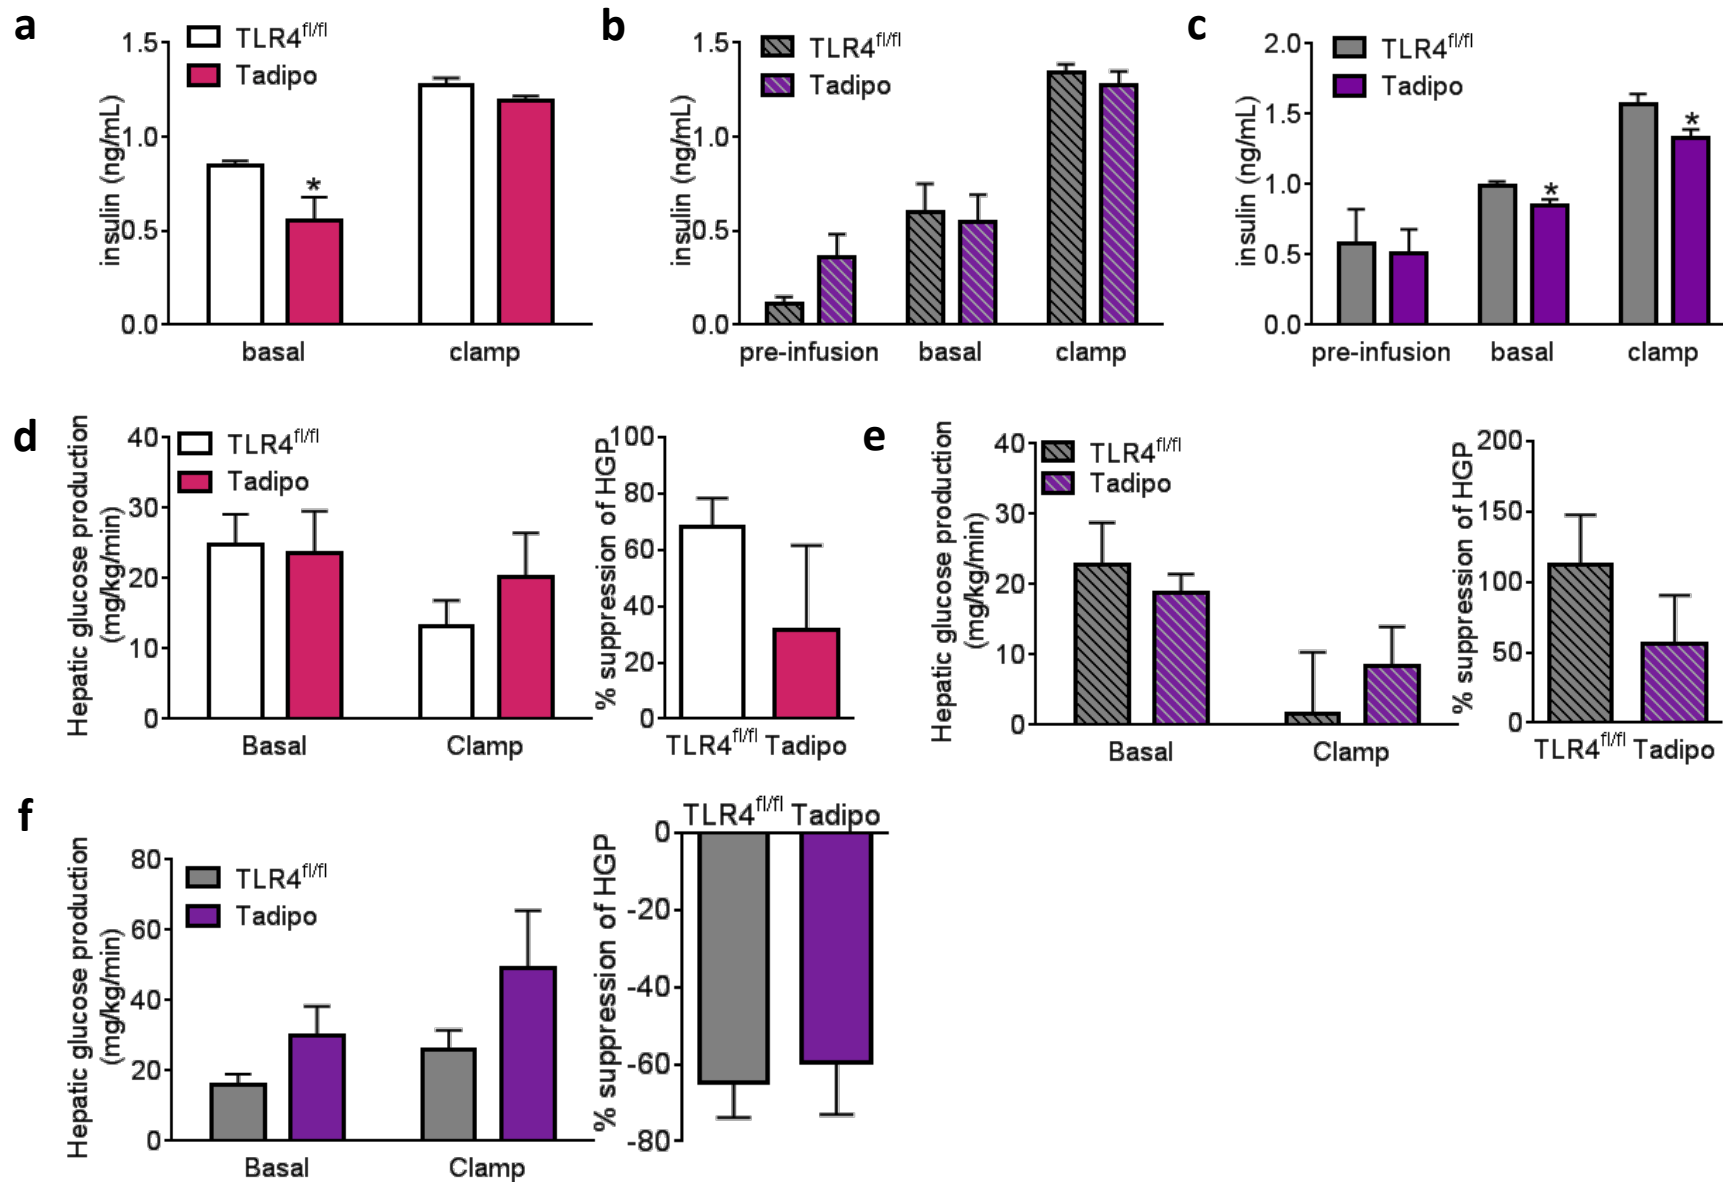 a
TLR4fl/fl
Tadipo
insulin (ng/mL)
1.5
1.0
0.5
0.0
basal clamp
b
TLR4fl/fl
Tadipo
insulin (ng/mL)
1.5
1.0
0.5
0.0
pre-infusion basal clamp
c
TLR4fl/fl
Tadipo
insulin (ng/mL)
2.0
1.5
1.0
0.5
0.0
pre-infusion basal clamp
*
*
*
d
TLR4fl/fl
Tadipo
Hepatic glucose production
(mg/kg/min)
40
30
20
10
0
Basal Clamp
% suppression of HGP
100
80
60
40
20
0
TLR4fl/fl Tadipo
e
TLR4fl/fl
Tadipo
Hepatic glucose production
(mg/kg/min)
40
30
20
10
0
Basal Clamp
% suppression of HGP
200
150
100
50
0
TLR4fl/fl Tadipo
f
TLR4fl/fl
Tadipo
Hepatic glucose production
(mg/kg/min)
80
60
40
20
0
Basal Clamp
TLR4fl/fl Tadipo
% suppression of HGP
0
-20
-40
-60
-80